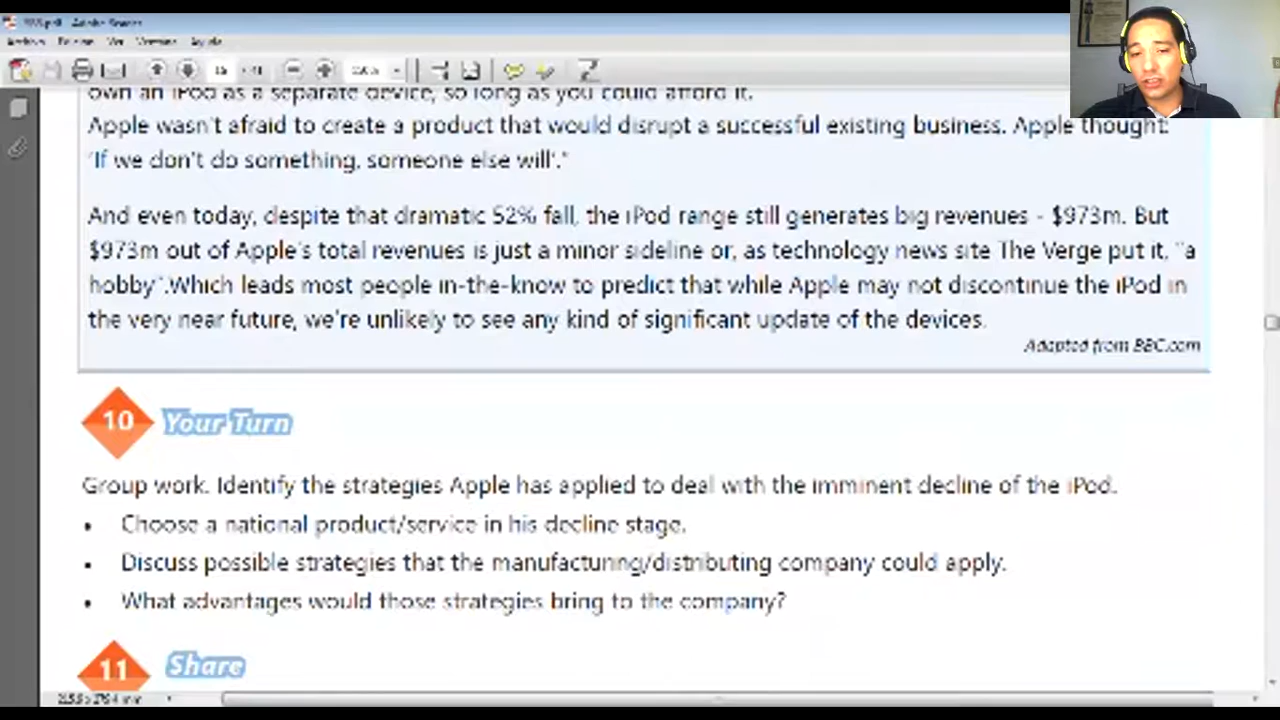 Adobe Reader
Archivo Edición Ver Ventana Ayuda
own an iPod as a separate device, so long as you could afford it.
Apple wasn't afraid to create a product that would disrupt a successful existing business. Apple thought:
'If we don't do something, someone else will'."
And even today, despite that dramatic 52% fall, the iPod range still generates big revenues - $973m. But
$973m out of Apple's total revenues is just a minor sideline or, as technology news site The Verge put it, "a
hobby".Which leads most people in-the-know to predict that while Apple may not discontinue the iPod in
the very near future, we're unlikely to see any kind of significant update of the devices.
Adapted from BBC.com
10 Your Turn
Group work. Identify the strategies Apple has applied to deal with the imminent decline of the iPod.
• Choose a national product/service in his decline stage.
• Discuss possible strategies that the manufacturing/distributing company could apply.
• What advantages would those strategies bring to the company?
11 Share